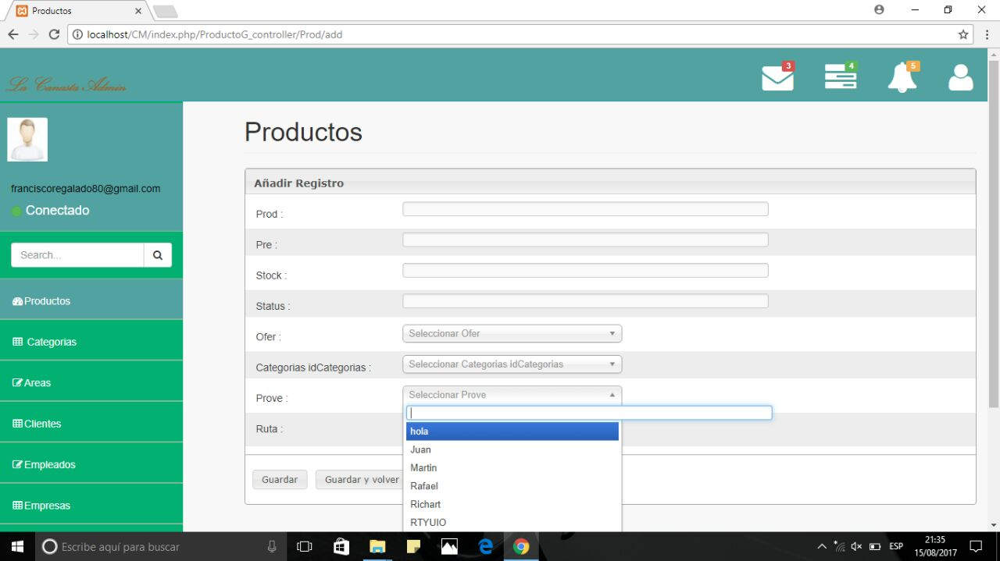 Productos
localhost/CM/index.php/ProductoG_controller/Prod/add
La Canasta Admin
3
4
5
franciscoregalado80@gmail.com
Conectado
Search...
Productos
Categorias
Areas
Clientes
Empleados
Empresas
Productos
Añadir Registro
Prod :
Pre :
Stock :
Status :
Ofer :
Seleccionar Ofer
Categorias idCategorias :
Seleccionar Categorias idCategorias
Prove :
Seleccionar Prove
hola
Juan
Martin
Rafael
Richart
RTYUIO
Ruta :
Guardar
Guardar y volver
Escribe aquí para buscar
ESP
21:35
15/08/2017